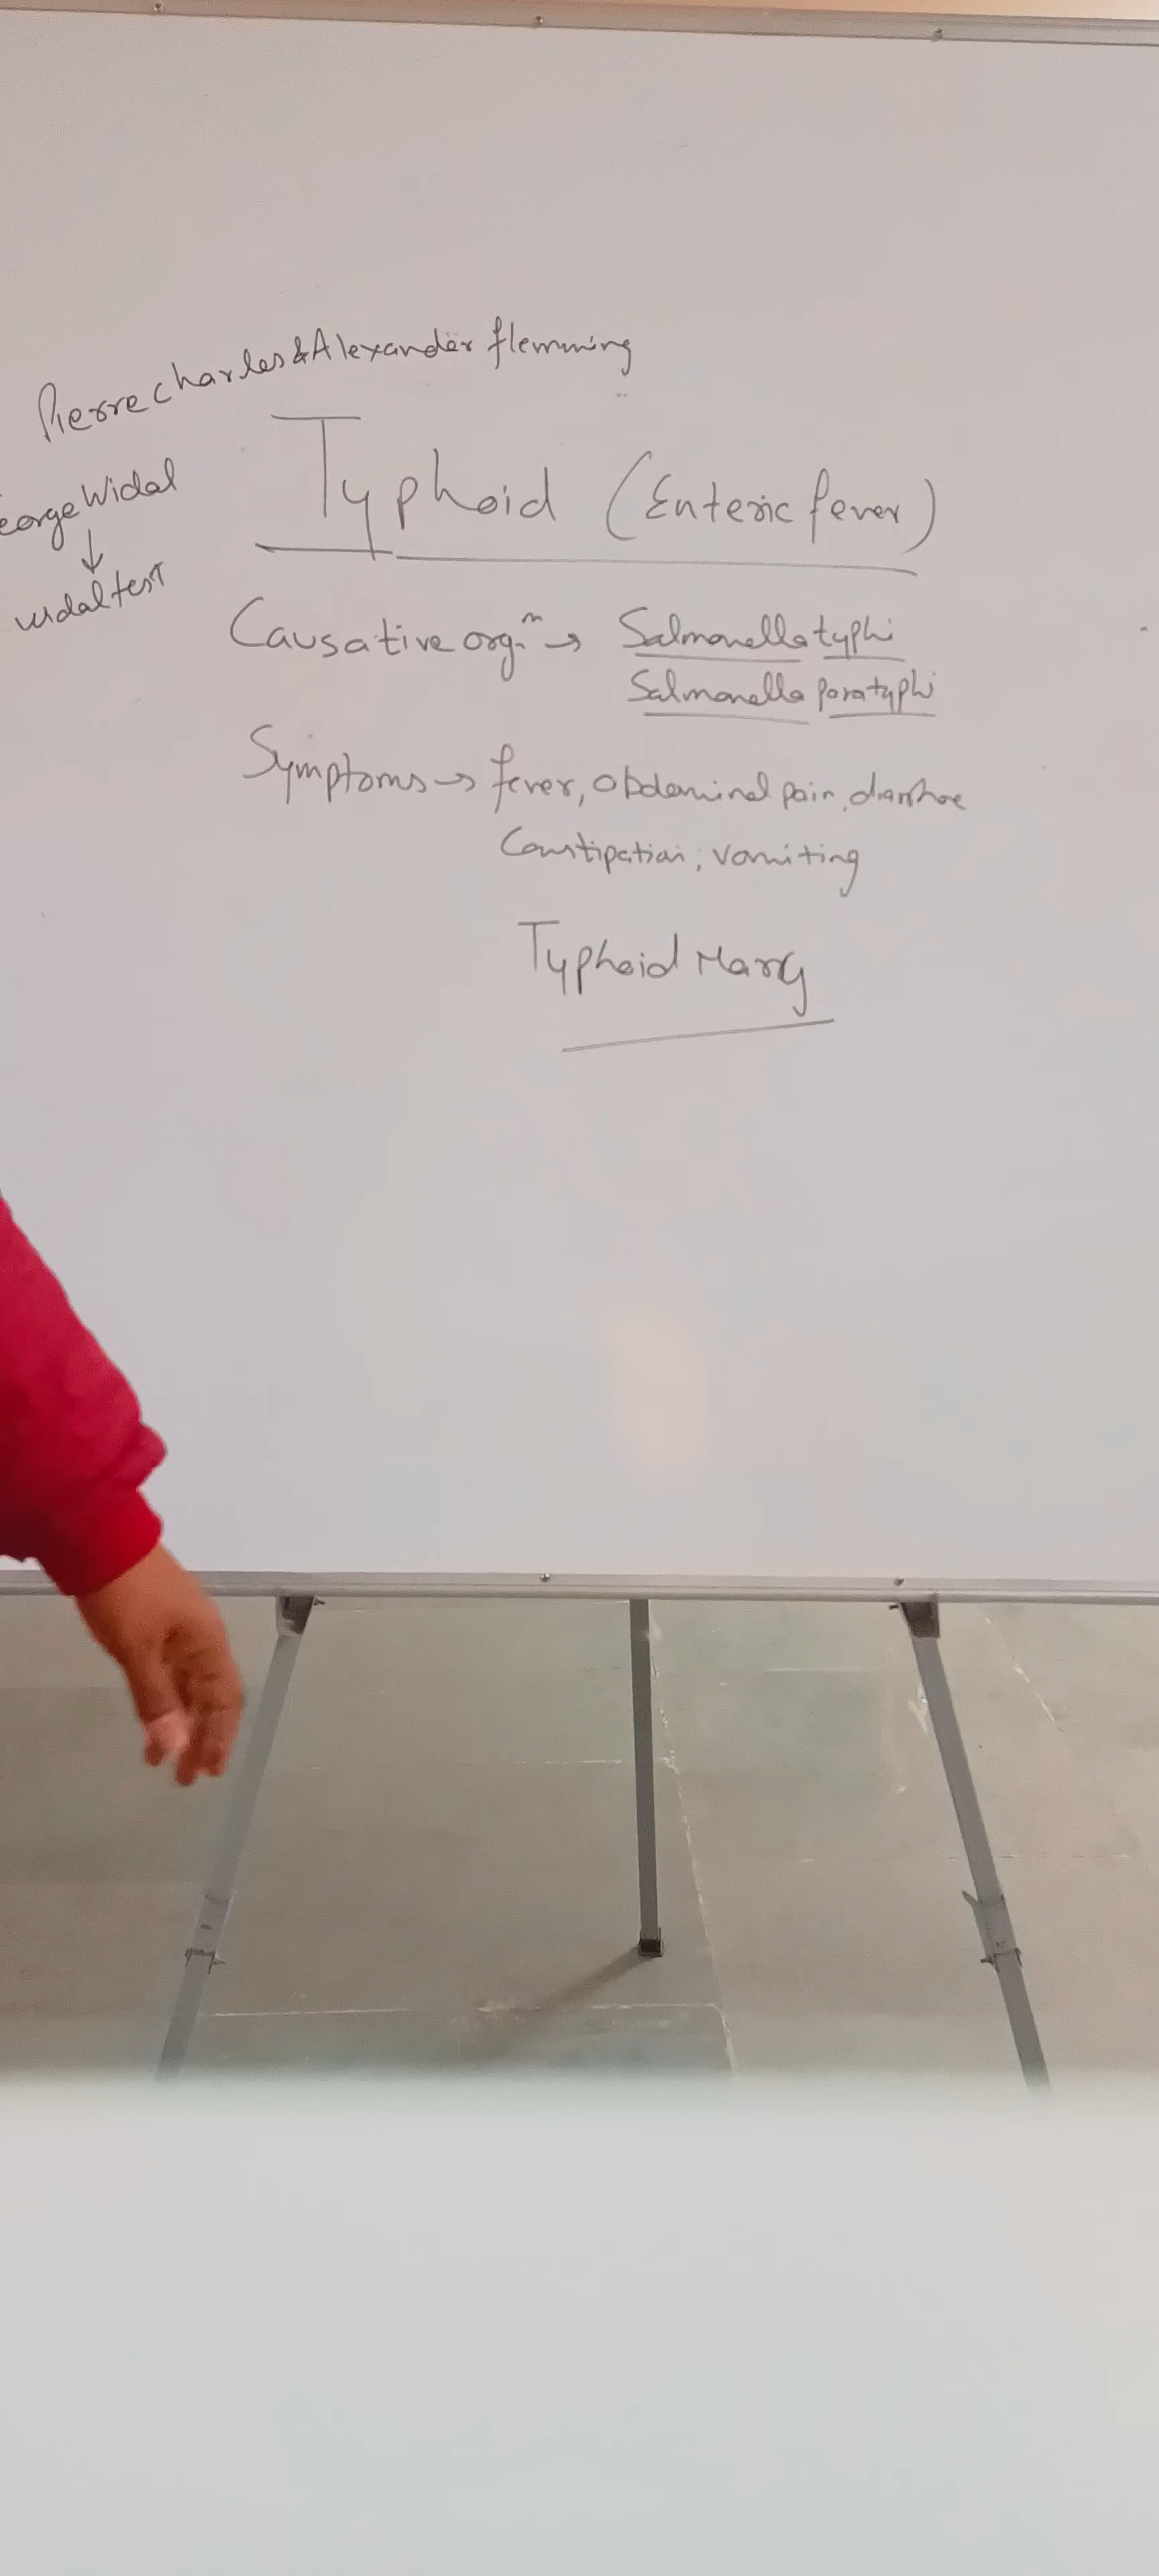 Pierre Charles & Alexander flemming
eorge Widal
↓
widal test
Typhoid (Enteric fever)
Causative orgⁿ → Salmonella typhi
Salmonella paratyphi
Symptoms → fever, abdominal pain, diarrhoe
Constipation, vomiting
Typhoid Mary